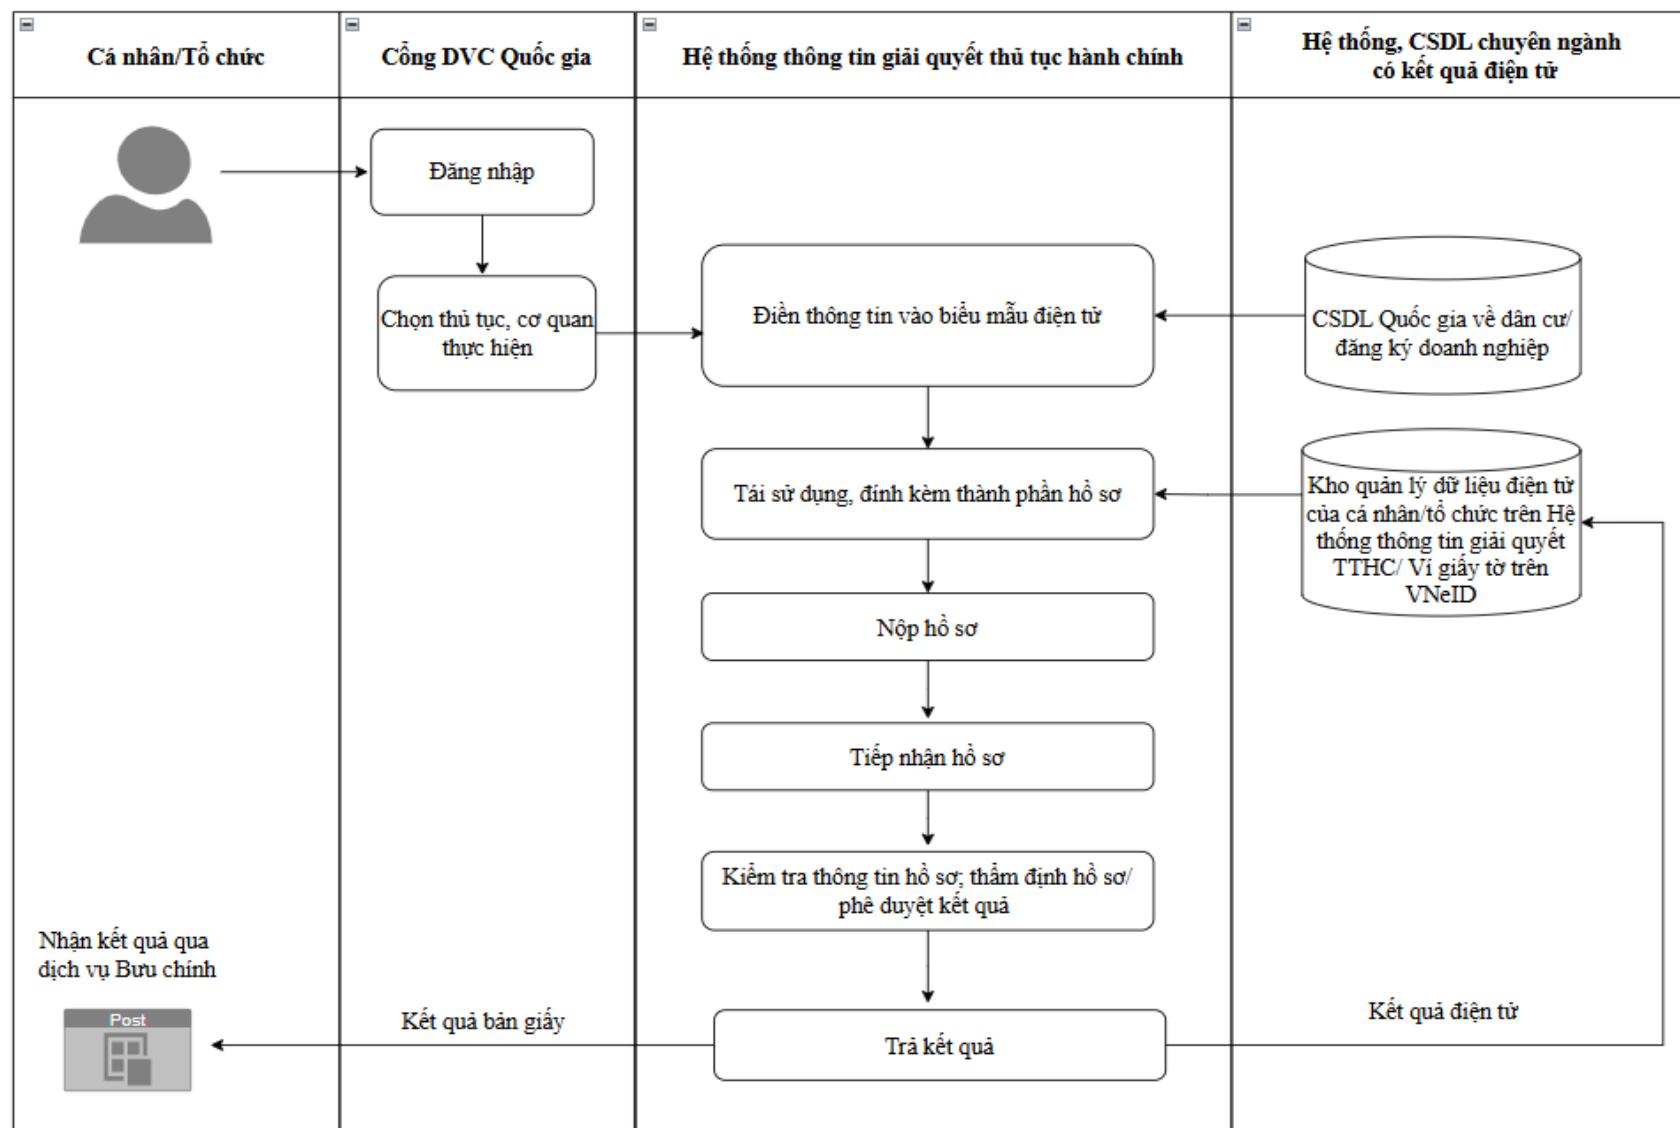 Cá nhân/Tổ chức
Cổng DVC Quốc gia
Hệ thống thông tin giải quyết thủ tục hành chính
Hệ thống, CSDL chuyên ngành
có kết quả điện tử
Đăng nhập
Chọn thủ tục, cơ quan
thực hiện
Điền thông tin vào biểu mẫu điện tử
CSDL Quốc gia về dân cư/
đăng ký doanh nghiệp
Tái sử dụng, đính kèm thành phần hồ sơ
Kho quản lý dữ liệu điện tử
của cá nhân/tổ chức trên Hệ
thống thông tin giải quyết
TTHC/ Ví giấy tờ trên
VNeID
Nộp hồ sơ
Tiếp nhận hồ sơ
Kiểm tra thông tin hồ sơ; thẩm định hồ sơ/
phê duyệt kết quả
Nhận kết quả qua
dịch vụ Bưu chính
Post
Kết quả bản giấy
Trả kết quả
Kết quả điện tử